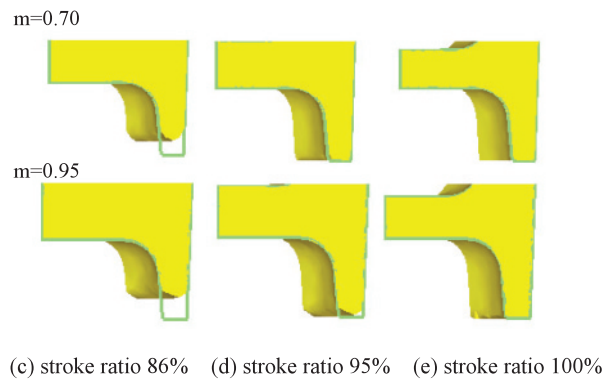 m=0.70
m=0.95
(c) stroke ratio 86% (d) stroke ratio 95% (e) stroke ratio 100%